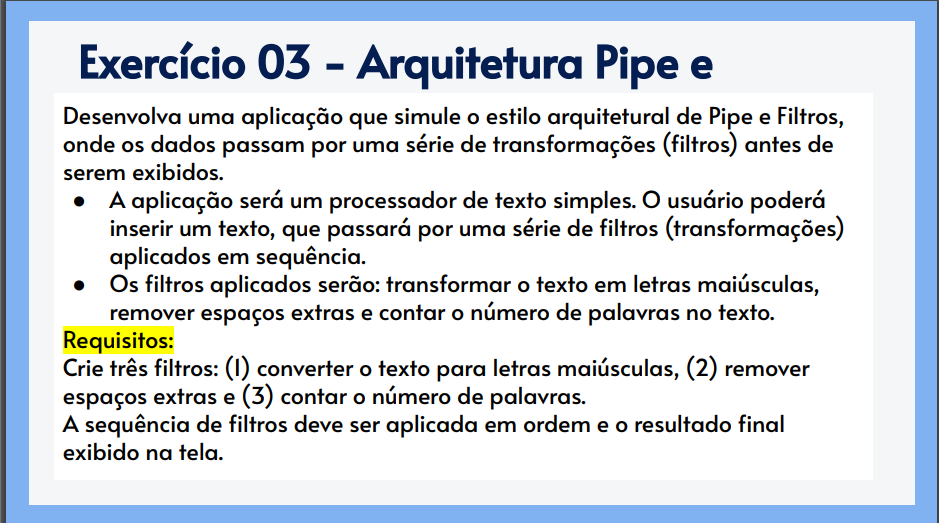 Exercício 03 - Arquitetura Pipe e
Desenvolva uma aplicação que simule o estilo arquitetural de Pipe e Filtros,
onde os dados passam por uma série de transformações (filtros) antes de
serem exibidos.
● A aplicação será um processador de texto simples. O usuário poderá
inserir um texto, que passará por uma série de filtros (transformações)
aplicados em sequência.
● Os filtros aplicados serão: transformar o texto em letras maiúsculas,
remover espaços extras e contar o número de palavras no texto.
Requisitos:
Crie três filtros: (1) converter o texto para letras maiúsculas, (2) remover
espaços extras e (3) contar o número de palavras.
A sequência de filtros deve ser aplicada em ordem e o resultado final
exibido na tela.